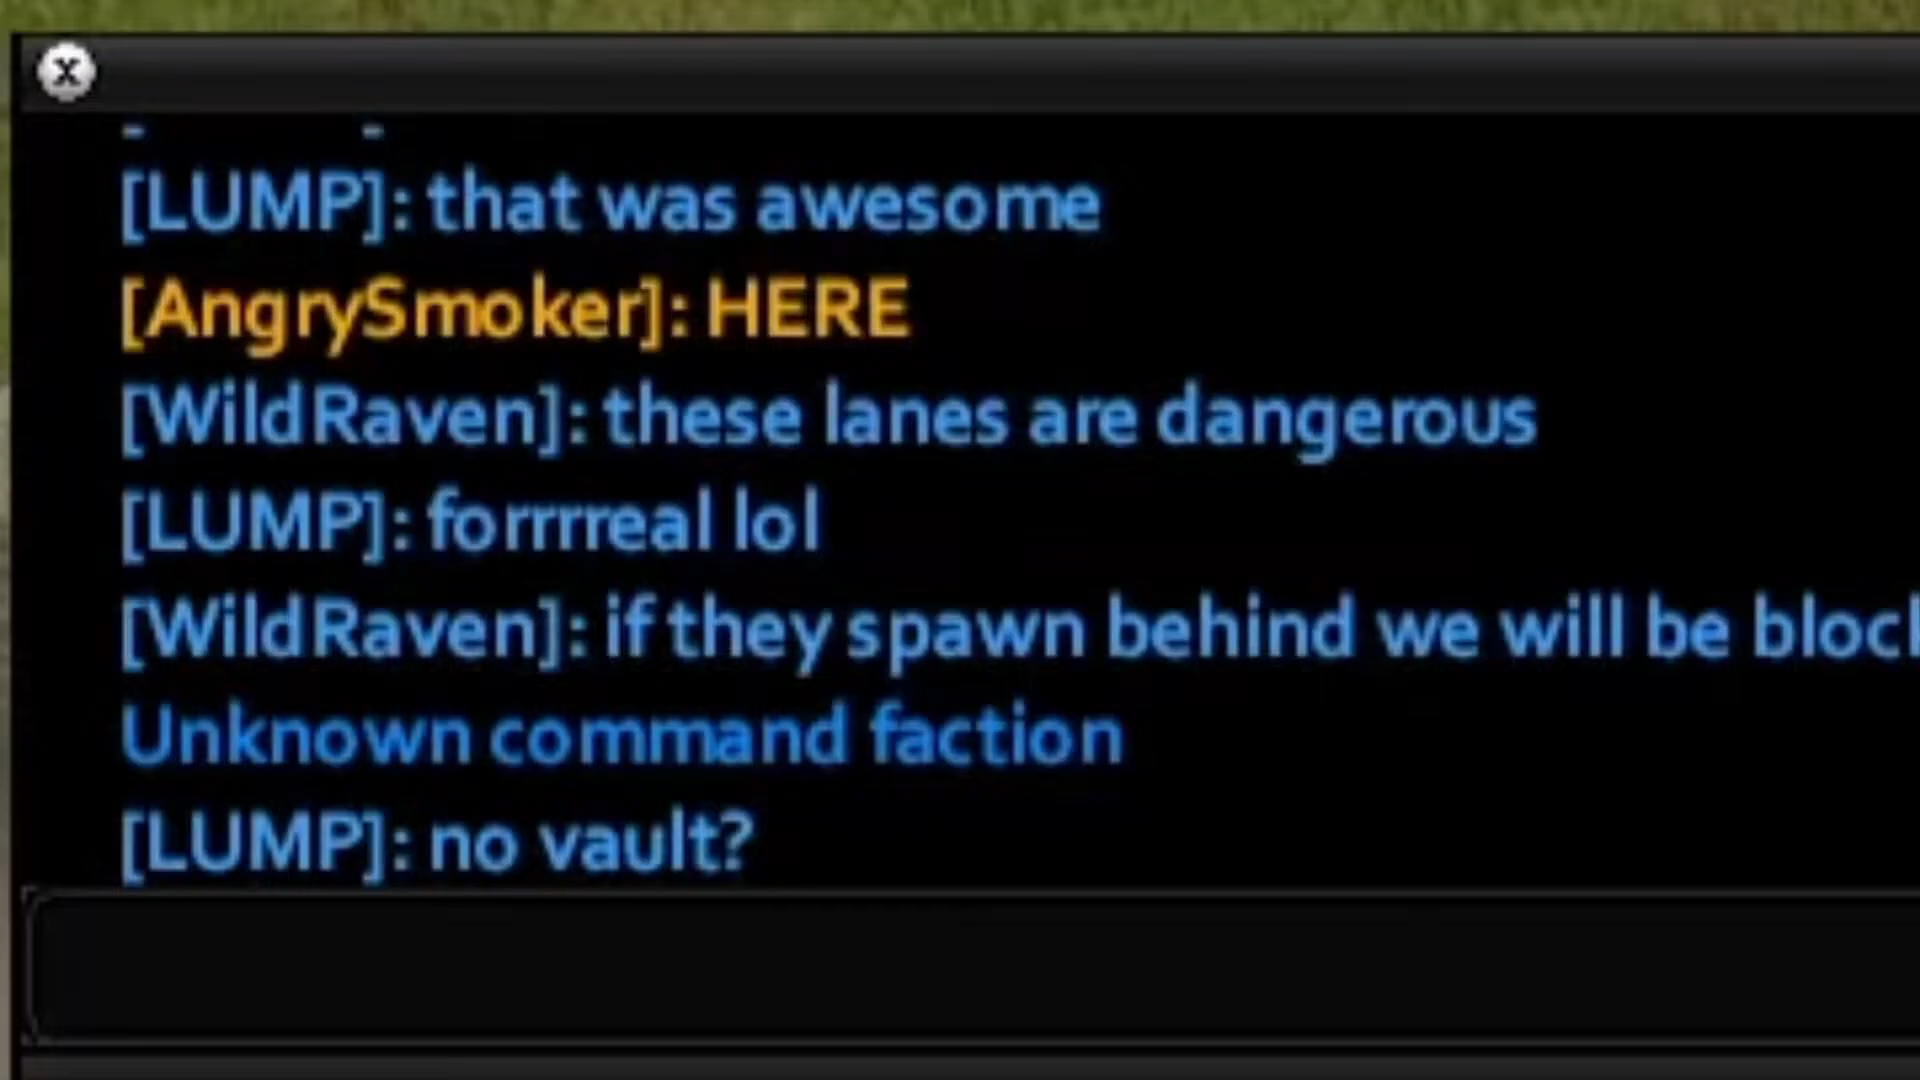 [LUMP]: that was awesome
[AngrySmoker]: HERE
[WildRaven]: these lanes are dangerous
[LUMP]: forrrreal lol
[WildRaven]: if they spawn behind we will be
Unknown command faction
[LUMP]: no vault?